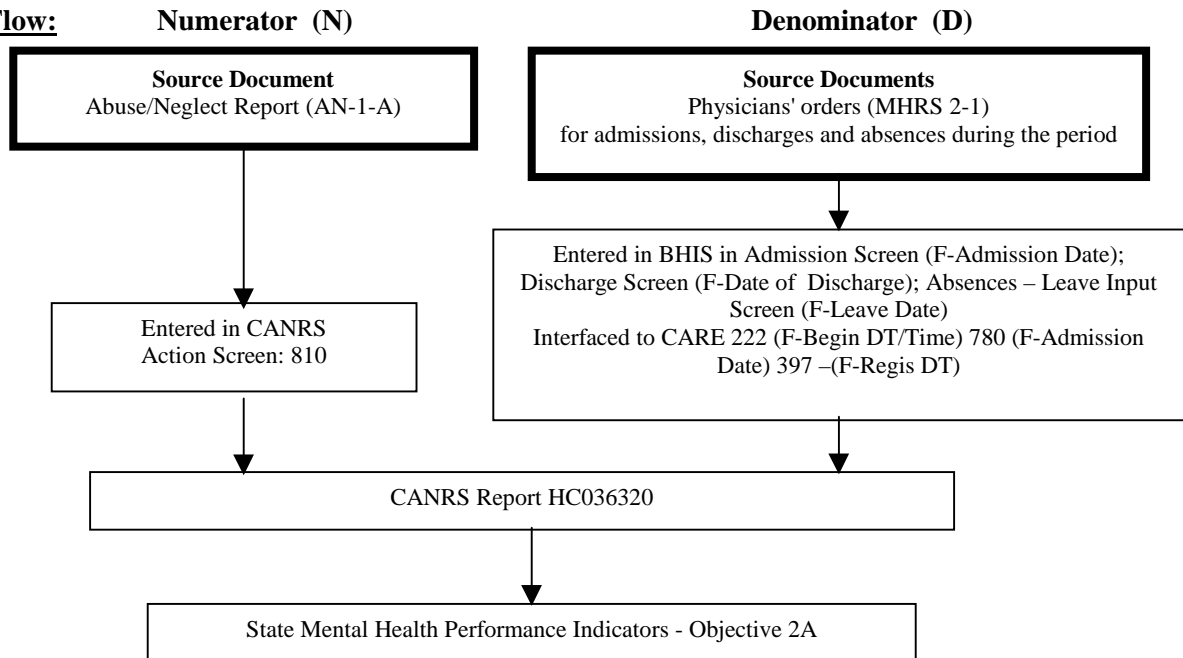 Flow: Numerator (N) Denominator (D)
Source Document
Abuse/Neglect Report (AN-1-A)
Source Documents
Physicians' orders (MHRS 2-1)
for admissions, discharges and absences during the period
Entered in CANRS
Action Screen: 810
Entered in BHIS in Admission Screen (F-Admission Date);
Discharge Screen (F-Date of Discharge); Absences – Leave Input
Screen (F-Leave Date)
Interfaced to CARE 222 (F-Begin DT/Time) 780 (F-Admission
Date) 397 –(F-Regis DT)
CANRS Report HC036320
State Mental Health Performance Indicators - Objective 2A